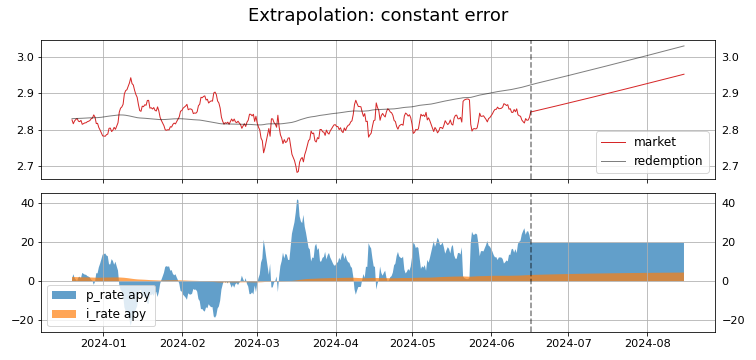 Extrapolation: constant error
3.0 3.0
2.9 2.9
2.8 2.8
2.7 2.7
market
redemption
40 40
20 20
0 0
−20 −20
p_rate apy
i_rate apy
2024-01 2024-02 2024-03 2024-04 2024-05 2024-06 2024-07 2024-08